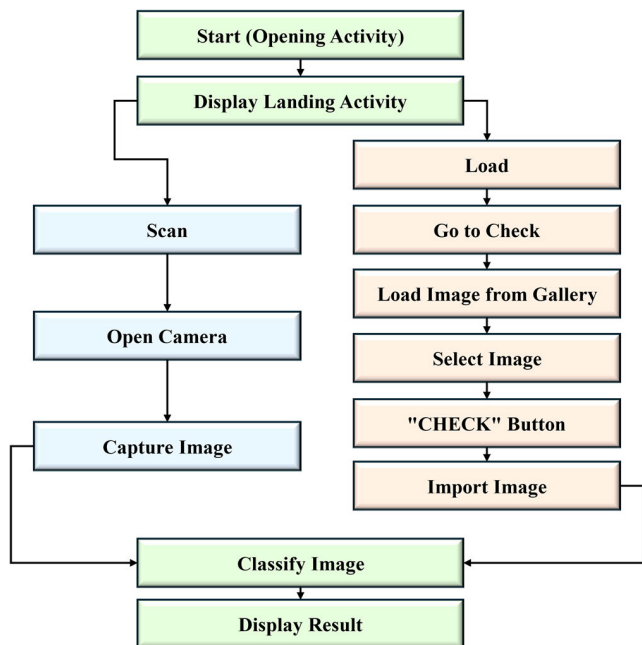 Start (Opening Activity)
Display Landing Activity
Scan
Open Camera
Capture Image
Load
Go to Check
Load Image from Gallery
Select Image
"CHECK" Button
Import Image
Classify Image
Display Result